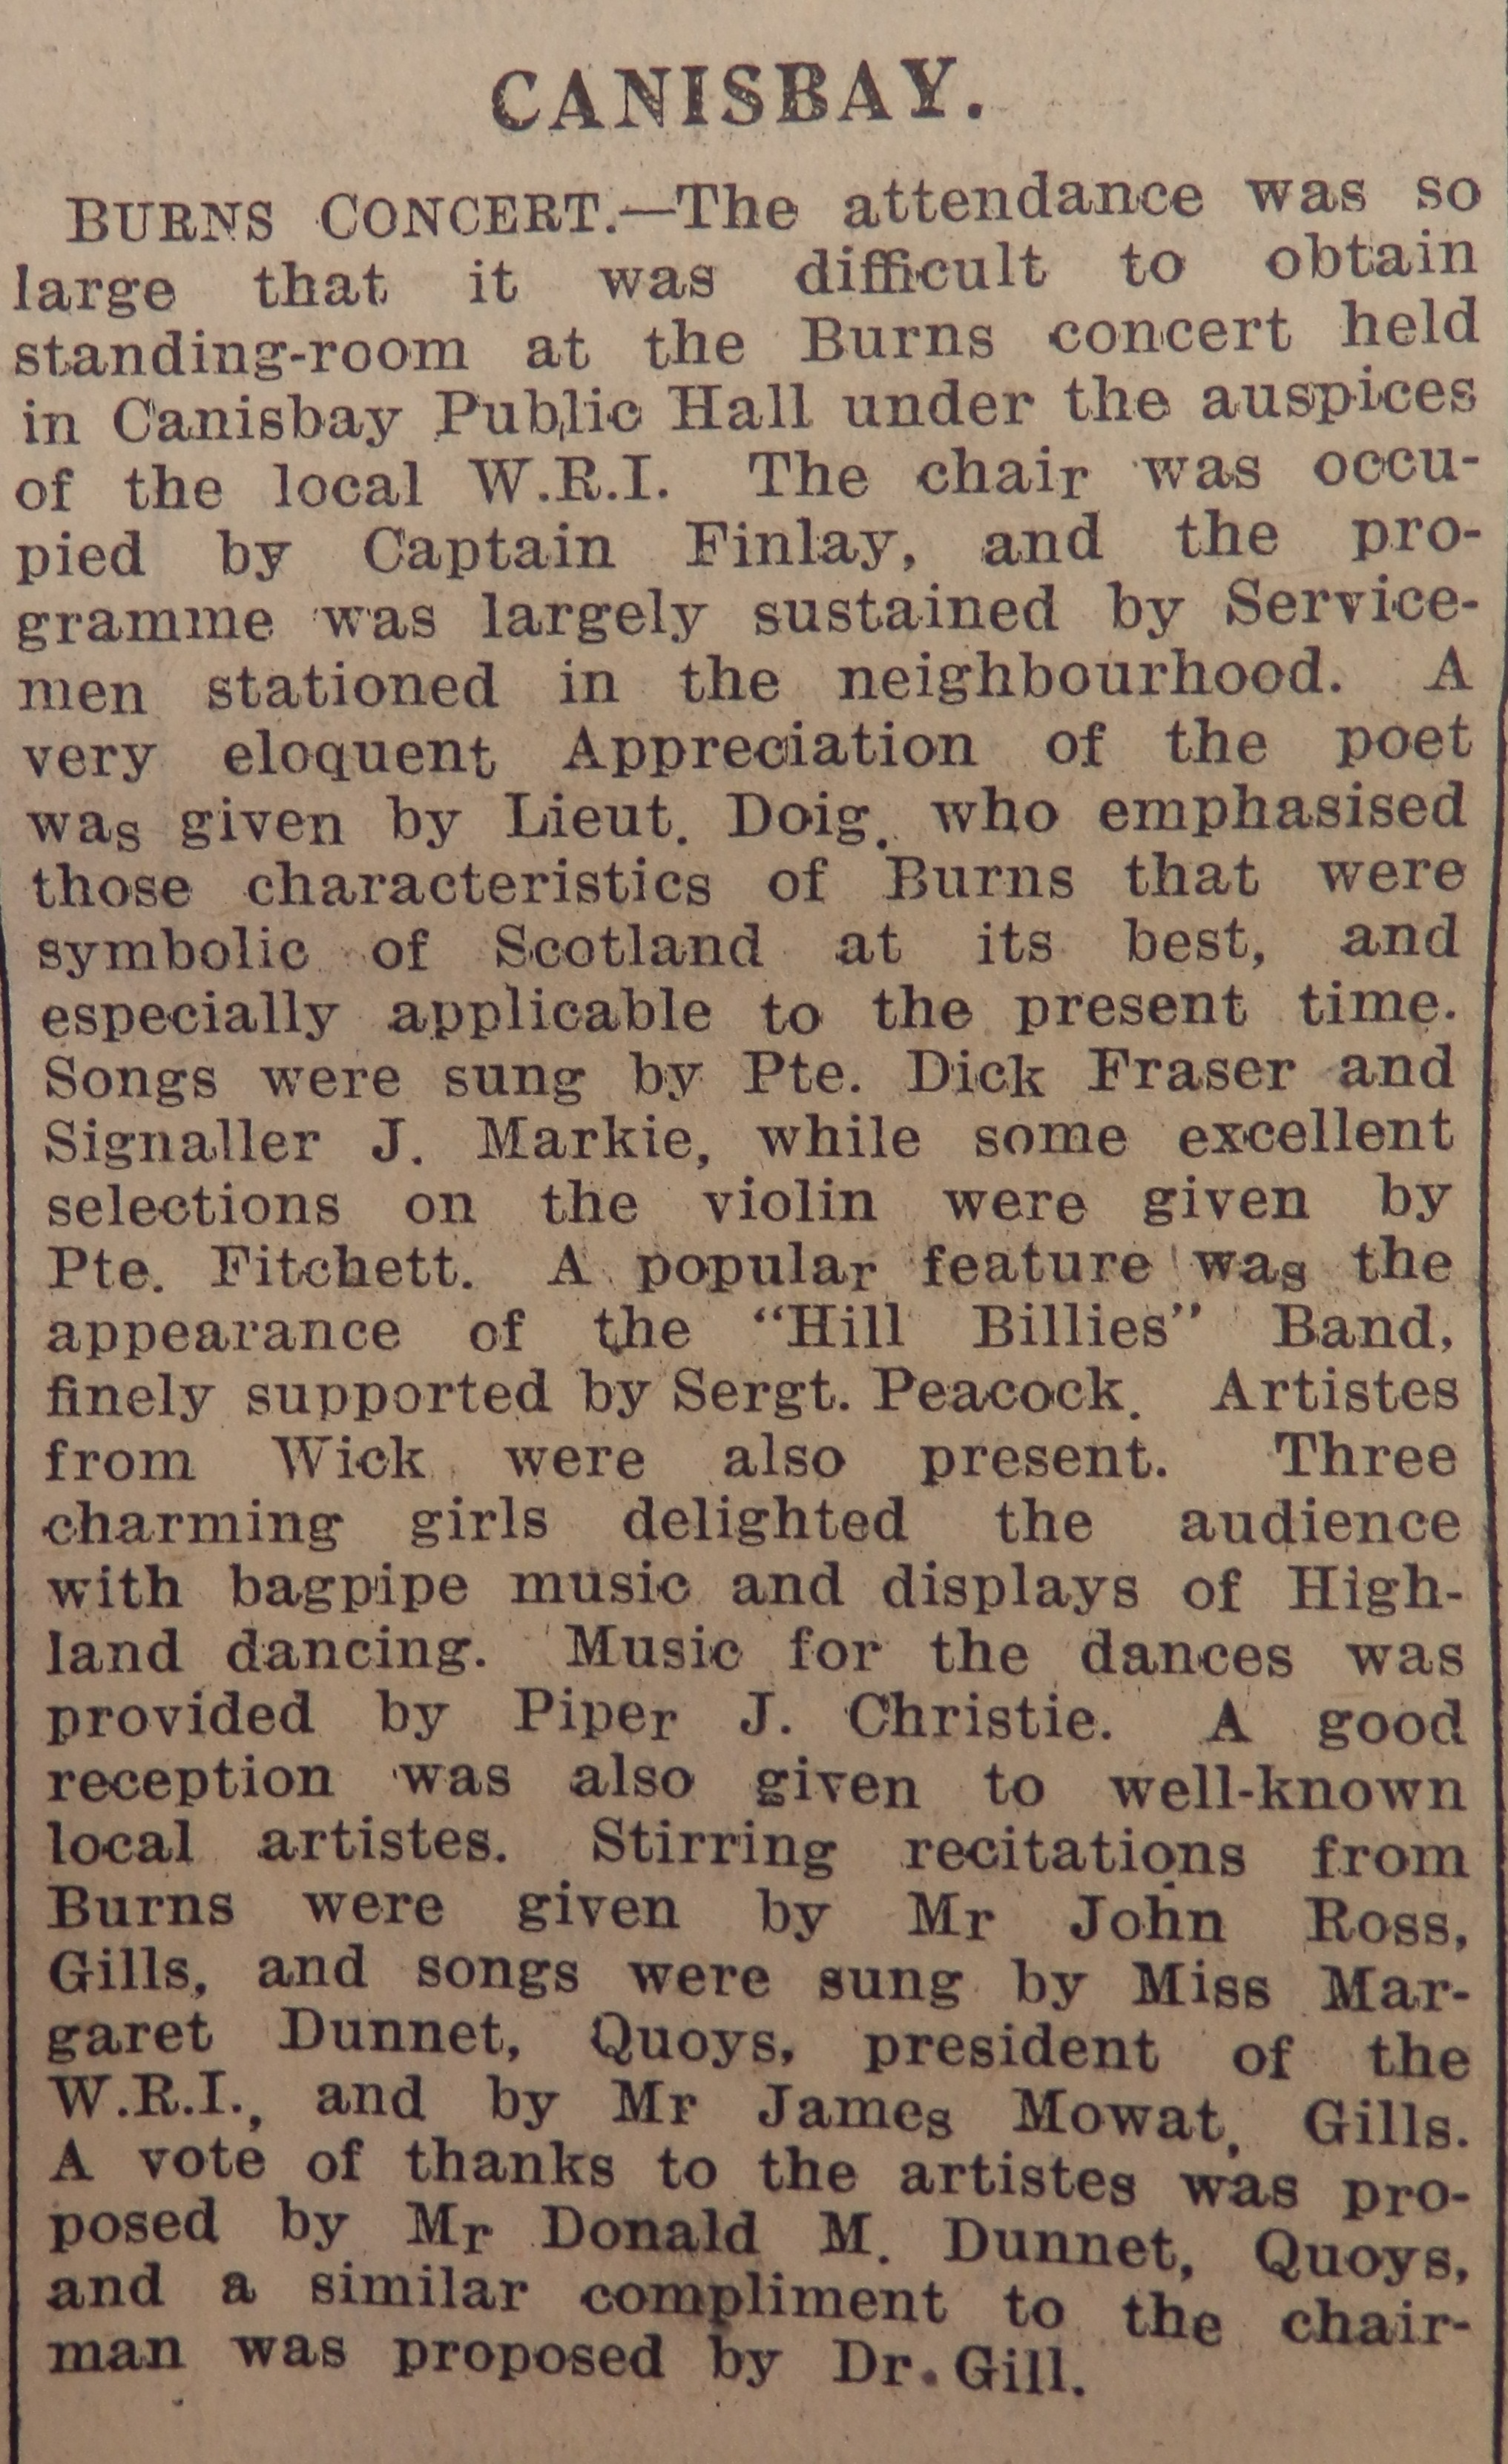 CANISBAY.
BURNS CONCERT.—The attendance was so
large that it was difficult to obtain
standing-room at the Burns concert held
in Canisbay Public Hall under the auspices
of the local W.R.I. The chair was occu-
pied by Captain Finlay, and the pro-
gramme was largely sustained by Service-
men stationed in the neighbourhood. A
very eloquent Appreciation of the poet
was given by Lieut. Doig, who emphasised
those characteristics of Burns that were
symbolic of Scotland at its best, and
especially applicable to the present time.
Songs were sung by Pte. Dick Fraser and
Signaller J. Markie, while some excellent
selections on the violin were given by
Pte. Fitchett. A popular feature was the
appearance of the "Hill Billies" Band,
finely supported by Sergt. Peacock. Artistes
from Wick were also present. Three
charming girls delighted the audience
with bagpipe music and displays of High-
land dancing. Music for the dances was
provided by Piper J. Christie. A good
reception was also given to well-known
local artistes. Stirring recitations from
Burns were given by Mr John Ross,
Gills, and songs were sung by Miss Mar-
garet Dunnet, Quoys, president of the
W.R.I., and by Mr James Mowat, Gills.
A vote of thanks to the artistes was pro-
posed by Mr Donald M. Dunnet, Quoys,
and a similar compliment to the chair-
man was proposed by Dr. Gill.